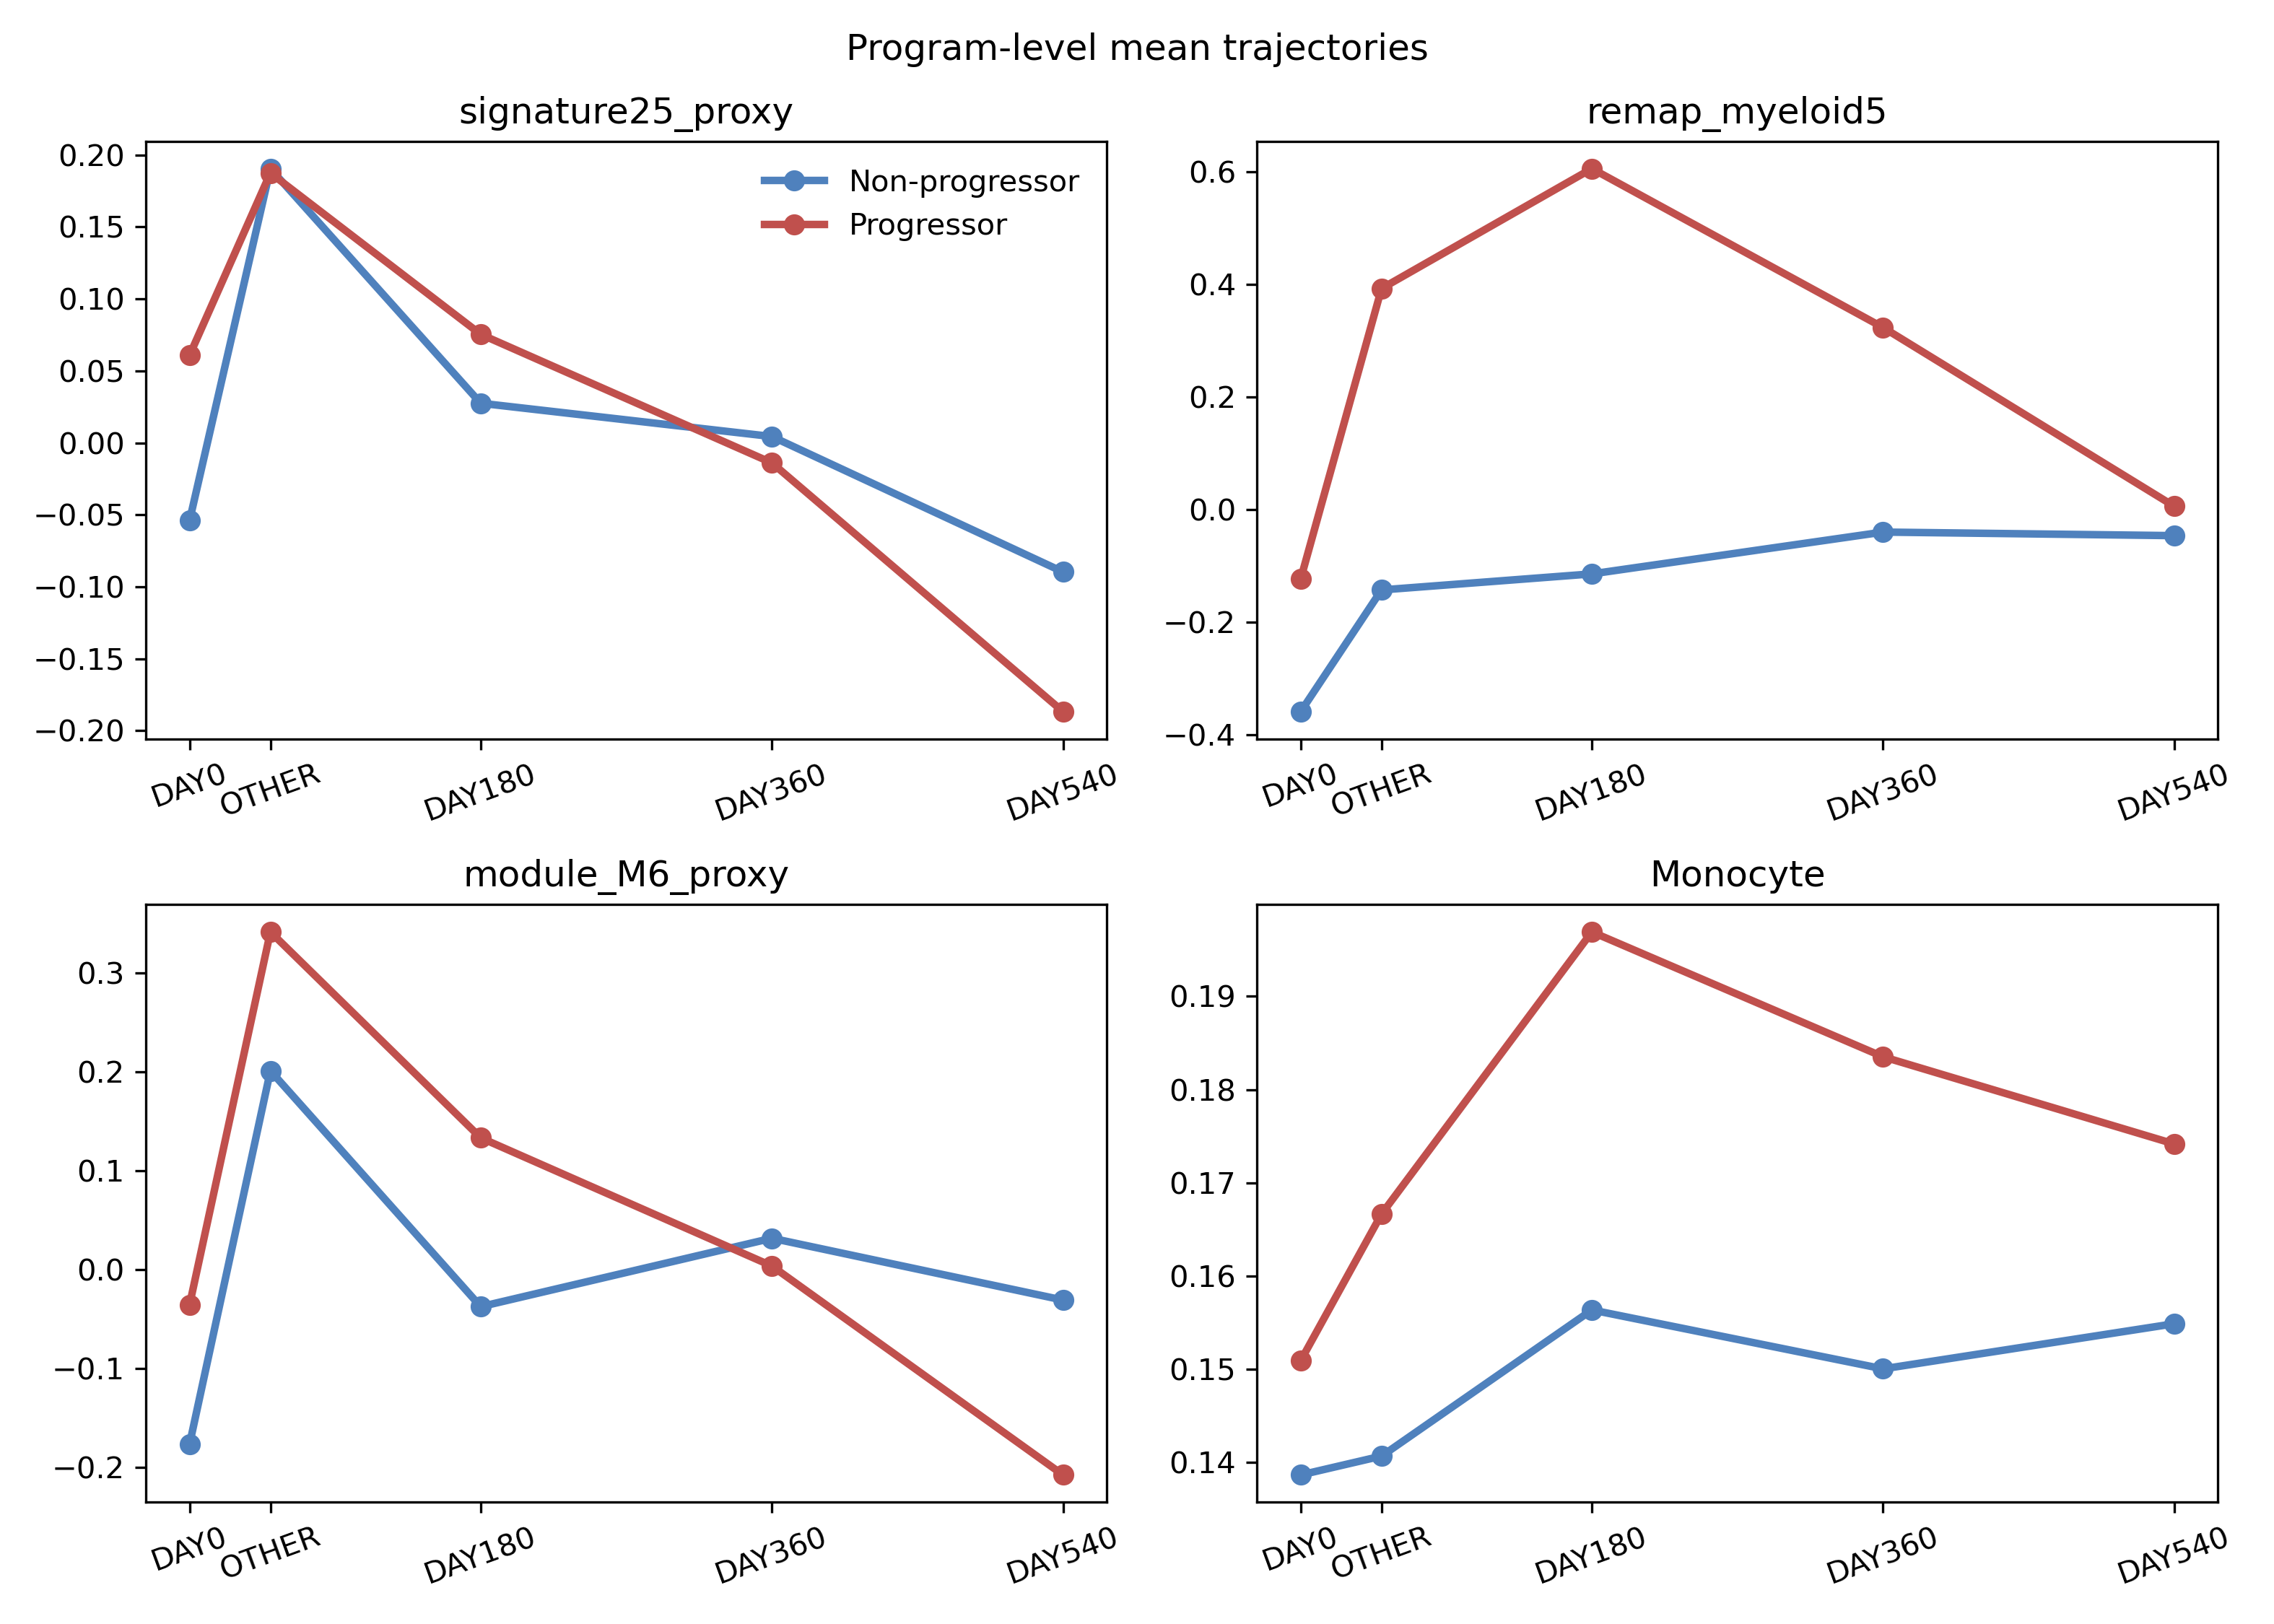 Program-level mean trajectories
signature25_proxy
0.20
0.15
0.10
0.05
0.00
−0.05
−0.10
−0.15
−0.20
Non-progressor
Progressor
DAY0 OTHER DAY180 DAY360 DAY540
remap_myeloid5
0.6
0.4
0.2
0.0
−0.2
−0.4
DAY0 OTHER DAY180 DAY360 DAY540
module_M6_proxy
0.3
0.2
0.1
0.0
−0.1
−0.2
DAY0 OTHER DAY180 DAY360 DAY540
Monocyte
0.19
0.18
0.17
0.16
0.15
0.14
DAY0 OTHER DAY180 DAY360 DAY540